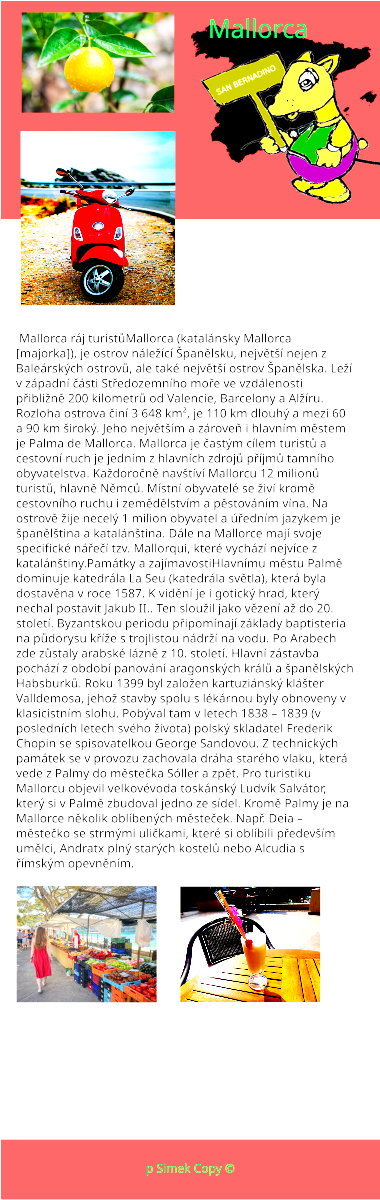 Mallorca
SAN BERNADINO
Mallorca ráj turistůMallorca (katalánsky Mallorca
[majorka]), je ostrov náležící Španělsku, největší nejen z
Baleárských ostrovů, ale také největší ostrov Španělska. Leží
v západní části Středozemního moře ve vzdálenosti
přibližně 200 kilometrů od Valencie, Barcelony a Alžíru.
Rozloha ostrova činí 3 648 km², je 110 km dlouhý a mezi 60
a 90 km široký. Jeho největším a zároveň i hlavním městem
je Palma de Mallorca. Mallorca je častým cílem turistů a
cestovní ruch je jedním z hlavních zdrojů příjmů tamního
obyvatelstva. Každoročně navštíví Mallorcu 12 milionů
turistů, hlavně Němců. Místní obyvatelé se živí kromě
cestovního ruchu i zemědělstvím a pěstováním vína. Na
ostrově žije necelý 1 milion obyvatel a úředním jazykem je
španělština a katalánština. Dále na Mallorce mají svoje
specifické nářečí tzv. Mallorqui, které vychází nejvíce z
katalánštiny.Památky a zajímavostiHlavnímu městu Palmě
dominuje katedrála La Seu (katedrála světla), která byla
dostavěna v roce 1587. K vidění je i gotický hrad, který
nechal postavit Jakub II.. Ten sloužil jako vězení až do 20.
století. Byzantskou periodu připomínají základy baptisteria
na půdorysu kříže s trojlistou nádrží na vodu. Po Arabech
zde zůstaly arabské lázně z 10. století. Hlavní zástavba
pochází z období panování aragonských králů a španělských
Habsburků. Roku 1399 byl založen kartuziánský klášter
Valldemosa, jehož stavby spolu s lékárnou byly obnoveny v
klasicistním slohu. Pobýval tam v letech 1838 – 1839 (v
posledních letech svého života) polský skladatel Frederik
Chopin se spisovatelkou George Sandovou. Z technických
památek se v provozu zachovala dráha starého vlaku, která
vede z Palmy do městečka Sóller a zpět. Pro turistiku
Mallorcu objevil velkovévoda toskánský Ludvík Salvátor,
který si v Palmě zbudoval jedno ze sídel. Kromě Palmy je na
Mallorce několik oblíbených městeček. Např. Deia –
městečko se strmými uličkami, které si oblíbili především
umělci, Andratx plný starých kostelů nebo Alcudia s
římským opevněním.
p Simek Copy ©